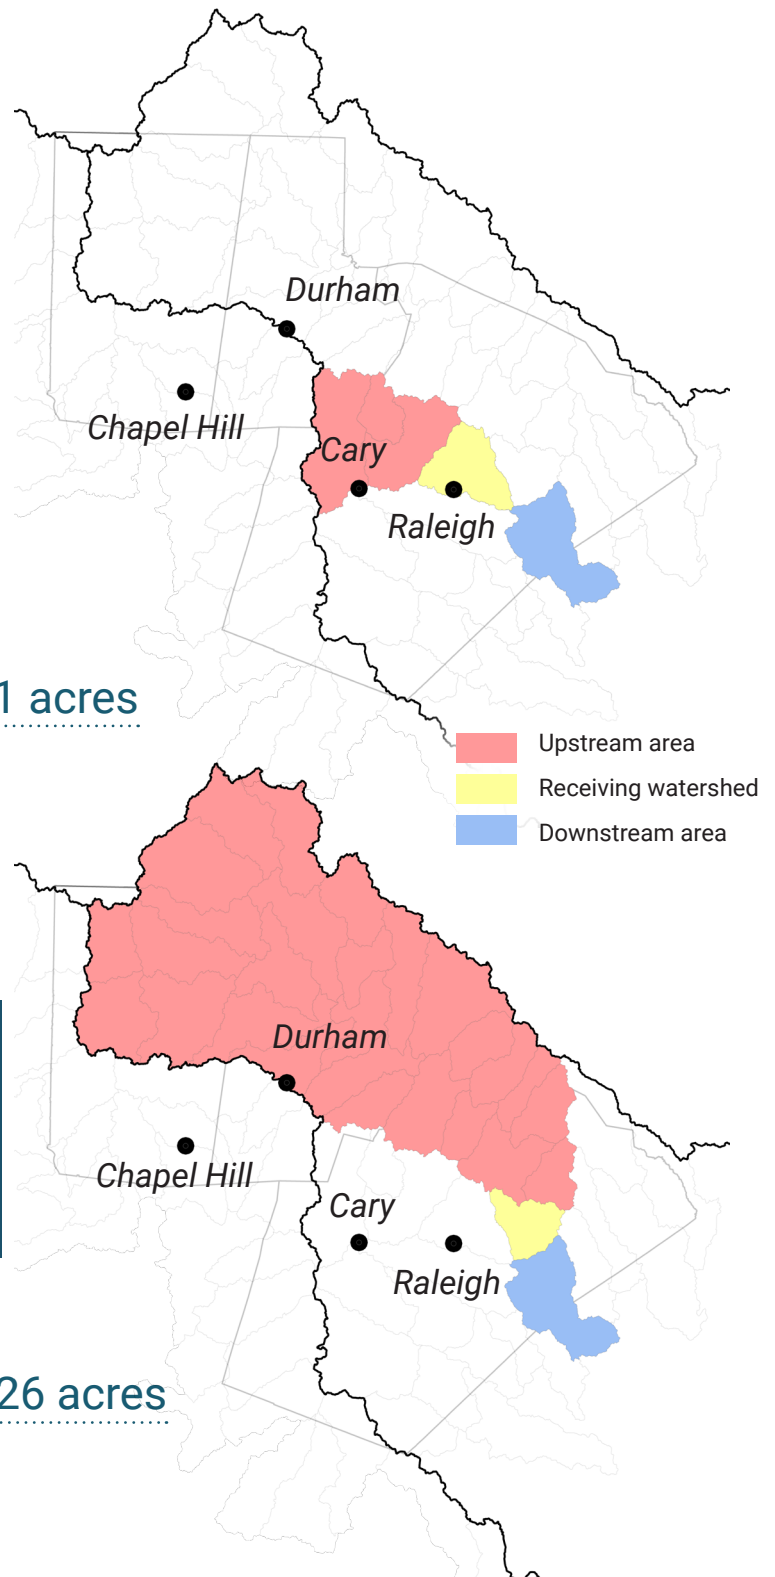 Durham
Chapel Hill
Cary
Raleigh
1 acres
Upstream area
Receiving watershed
Downstream area
Durham
Chapel Hill
Cary
Raleigh
26 acres